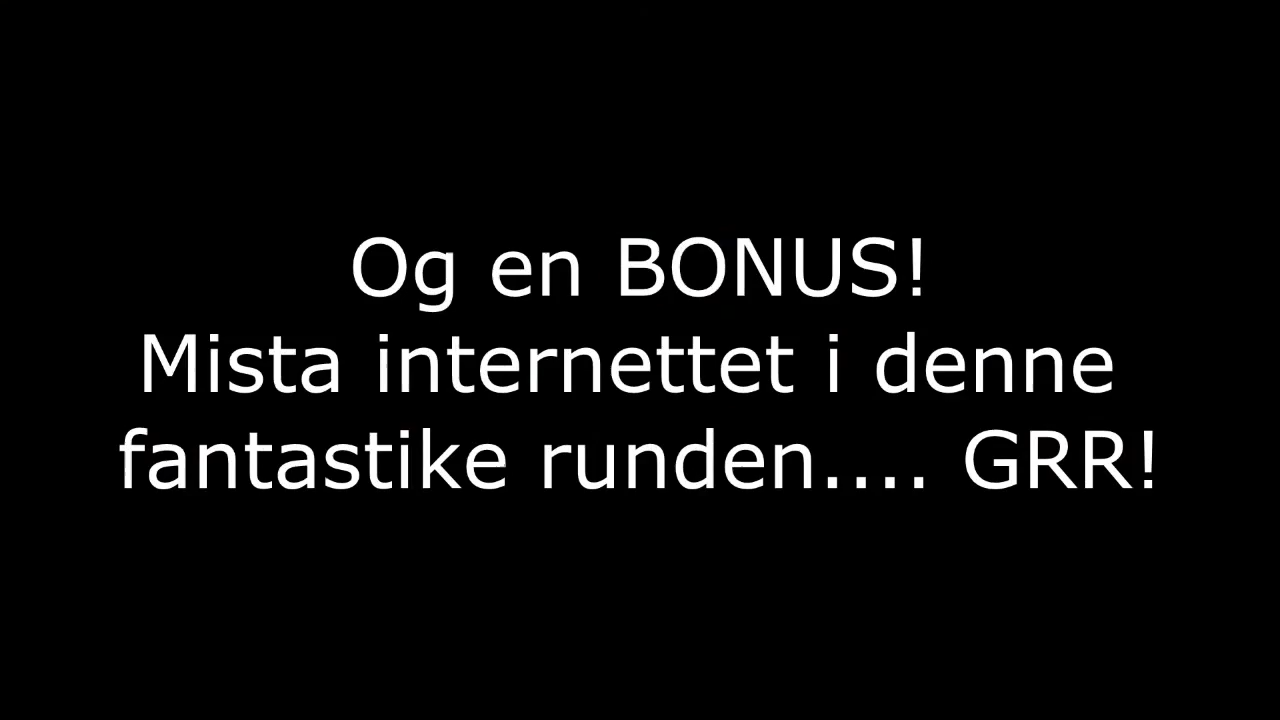 Og en BONUS!
Mista internettet i denne
fantastike runden.... GRR!